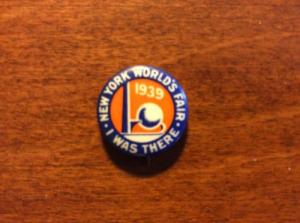 NEW YORK WORLD'S FAIR
1939
• I WAS THERE •